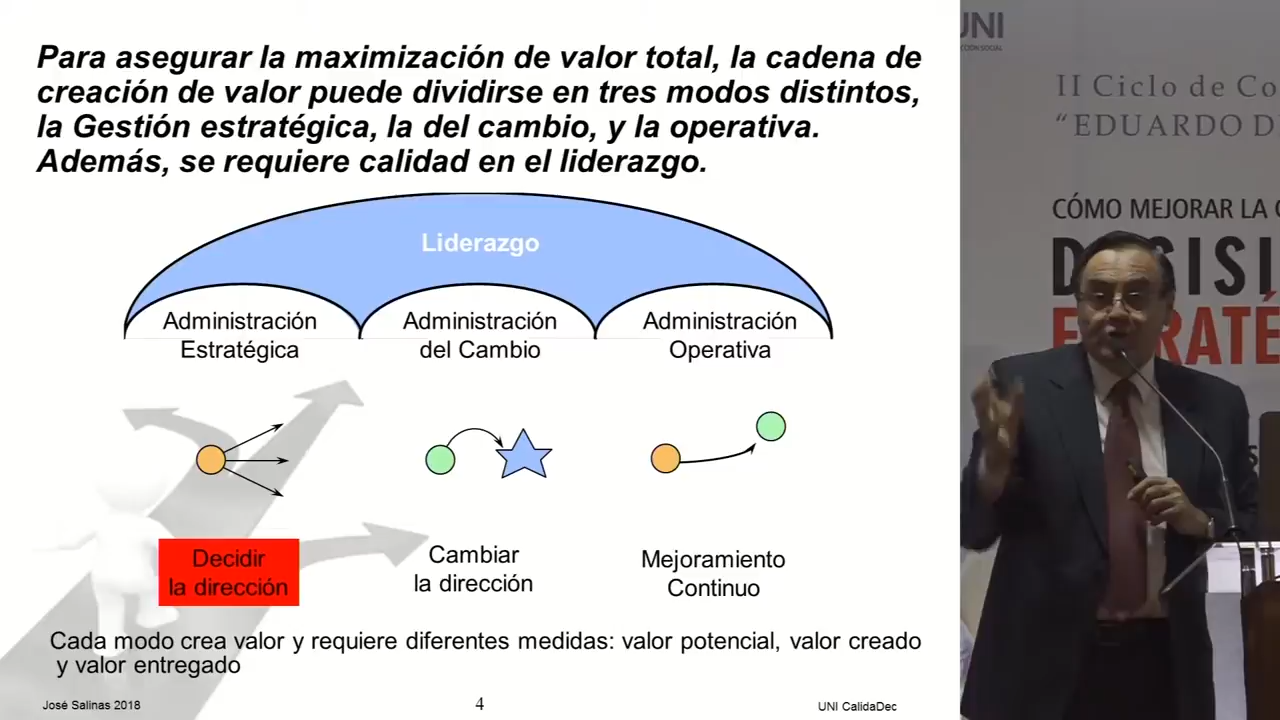 Para asegurar la maximización de valor total, la cadena de
creación de valor puede dividirse en tres modos distintos,
la Gestión estratégica, la del cambio, y la operativa.
Además, se requiere calidad en el liderazgo.
Liderazgo
Administración
Estratégica
Administración
del Cambio
Administración
Operativa
Decidir
la dirección
Cambiar
la dirección
Mejoramiento
Continuo
Cada modo crea valor y requiere diferentes medidas: valor potencial, valor creado
y valor entregado
José Salinas 2018
4
UNI CalidaDec
UNI
II Ciclo de Co
“EDUARDO D
CÓMO MEJORAR LA